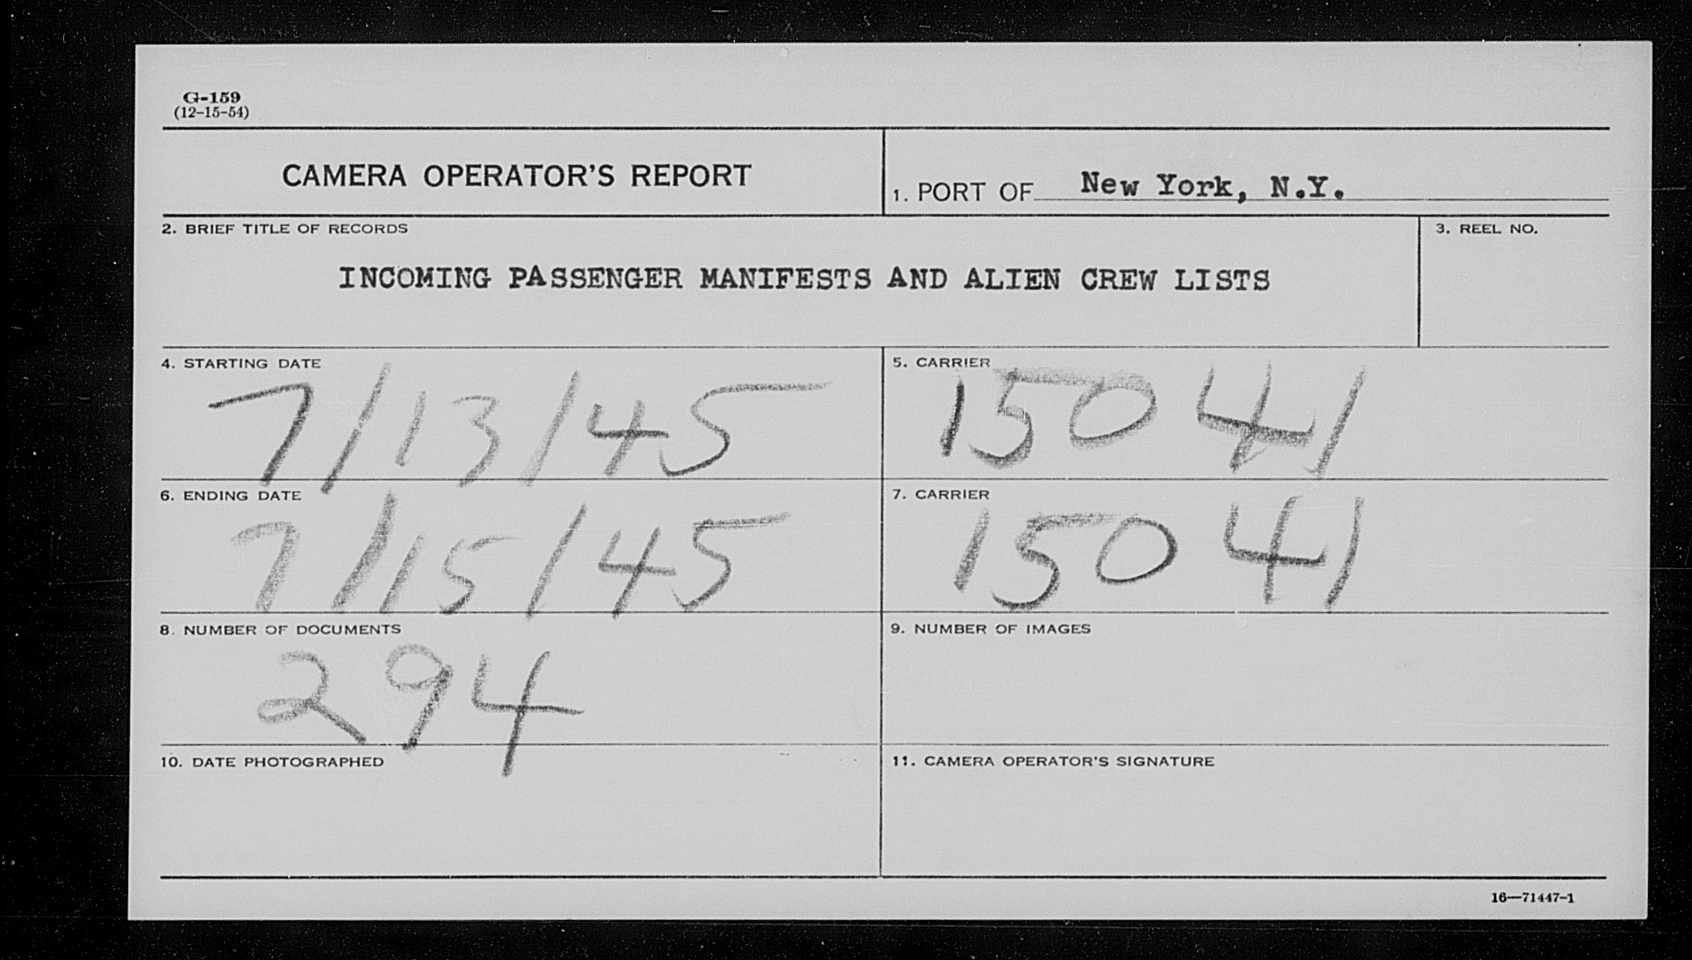 G-159
(12-15-54)
CAMERA OPERATOR'S REPORT
1. PORT OF New York, N.Y.
2. BRIEF TITLE OF RECORDS
3. REEL NO.
INCOMING PASSENGER MANIFESTS AND ALIEN CREW LISTS
4. STARTING DATE
5. CARRIER
7/13/45
15041
6. ENDING DATE
7. CARRIER
7/15/45
15041
8. NUMBER OF DOCUMENTS
9. NUMBER OF IMAGES
294
10. DATE PHOTOGRAPHED
11. CAMERA OPERATOR'S SIGNATURE
16—71447-1